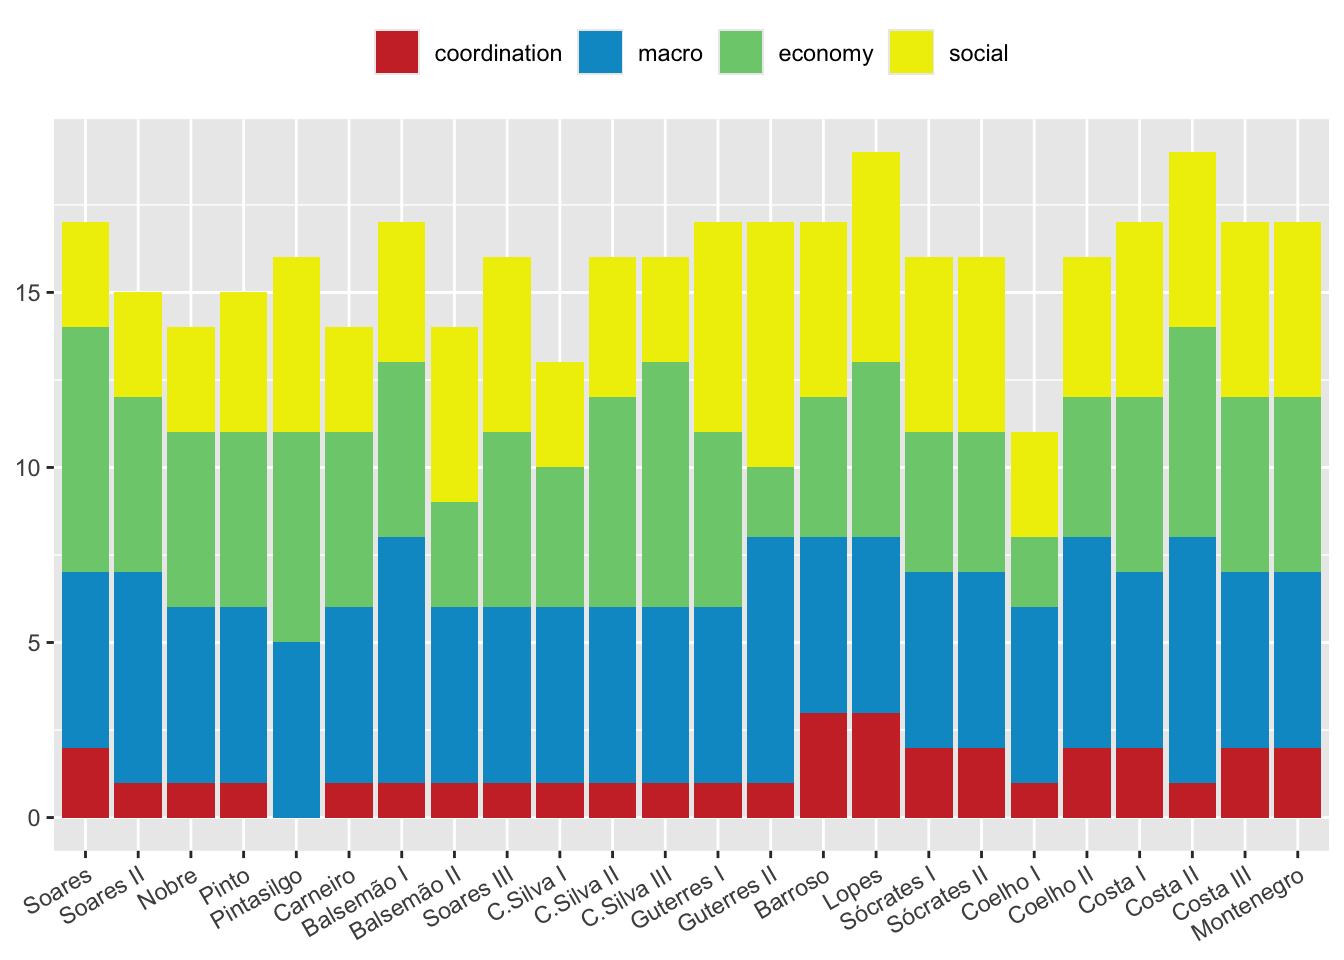 coordination macro economy social
15
10
5
0
Soares Soares II Nobre Pinto Pintasilgo Carneiro Balsemão I Balsemão II Soares III C.Silva I C.Silva II C.Silva III Guterres I Guterres II Barroso Lopes Sócrates I Sócrates II Coelho I Coelho II Costa I Costa II Costa III Montenegro